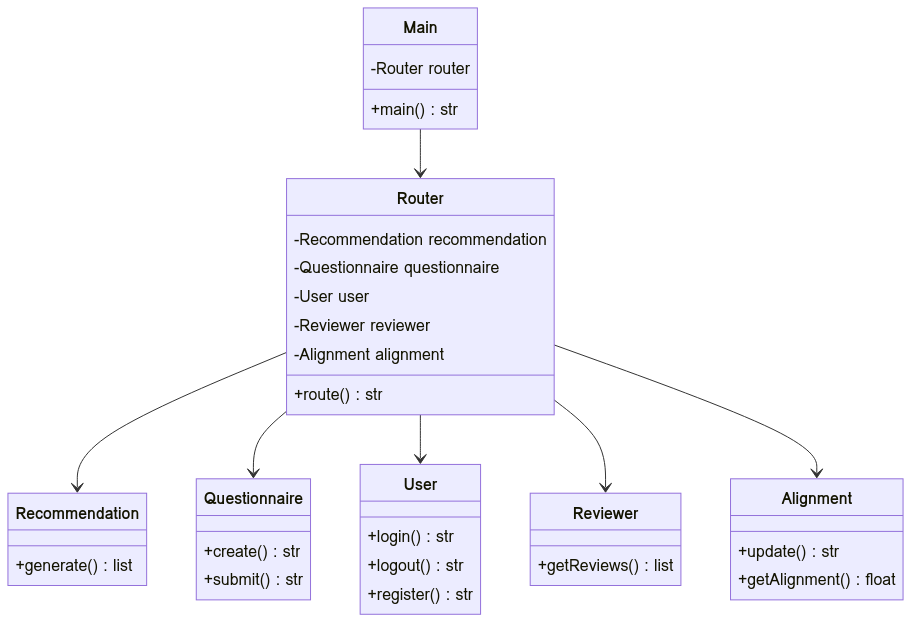 Main
-Router router
+main() : str
Router
-Recommendation recommendation
-Questionnaire questionnaire
-User user
-Reviewer reviewer
-Alignment alignment
+route() : str
Recommendation
+generate() : list
Questionnaire
+create() : str
+submit() : str
User
+login() : str
+logout() : str
+register() : str
Reviewer
+getReviews() : list
Alignment
+update() : str
+getAlignment() : float